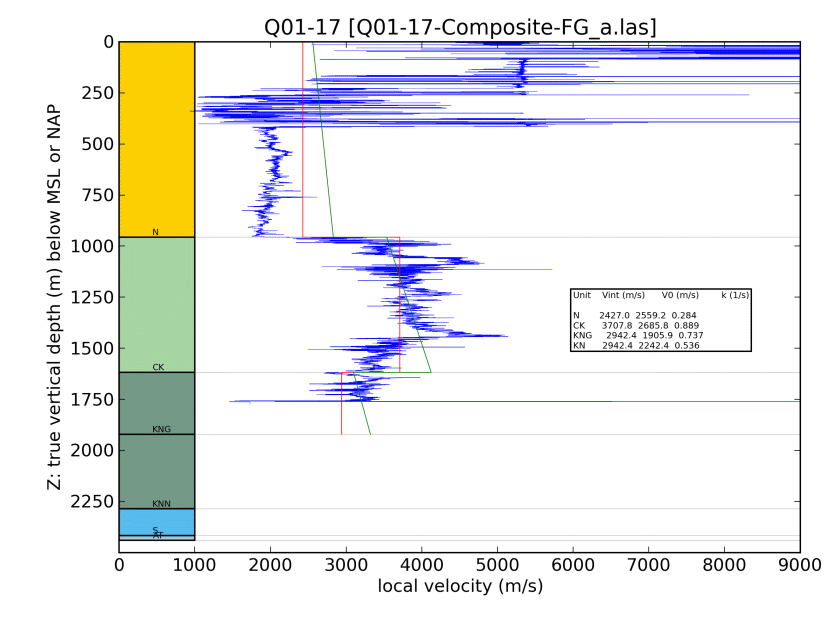 Q01-17 [Q01-17-Composite-FG_a.las]
Z: true vertical depth (m) below MSL or NAP
0
250
500
750
1000
1250
1500
1750
2000
2250
N
CK
KNG
KNN
S
AT
Unit Vint (m/s) V0 (m/s) k (1/s)
N 2427.0 2559.2 0.284
CK 3707.8 2685.8 0.889
KNG 2942.4 1905.9 0.737
KN 2942.4 2242.4 0.536
0 1000 2000 3000 4000 5000 6000 7000 8000 9000
local velocity (m/s)